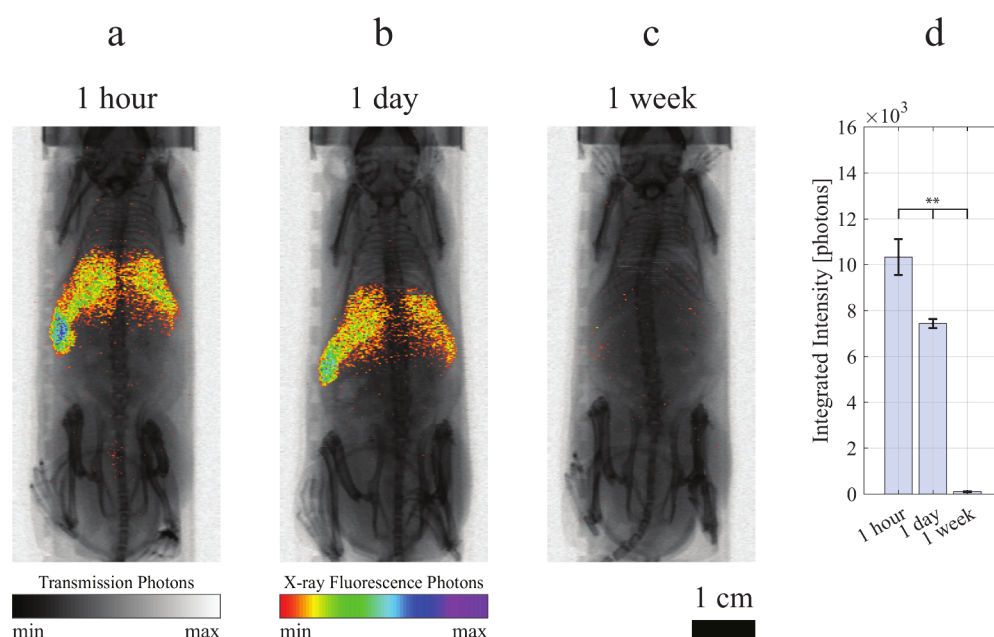 a
b
c
d
1 hour
1 day
1 week
×10³
16
14
12
10
8
6
4
2
0
**
Integrated Intensity [photons]
1 hour
1 day
1 week
Transmission Photons
min
max
X-ray Fluorescence Photons
min
max
1 cm